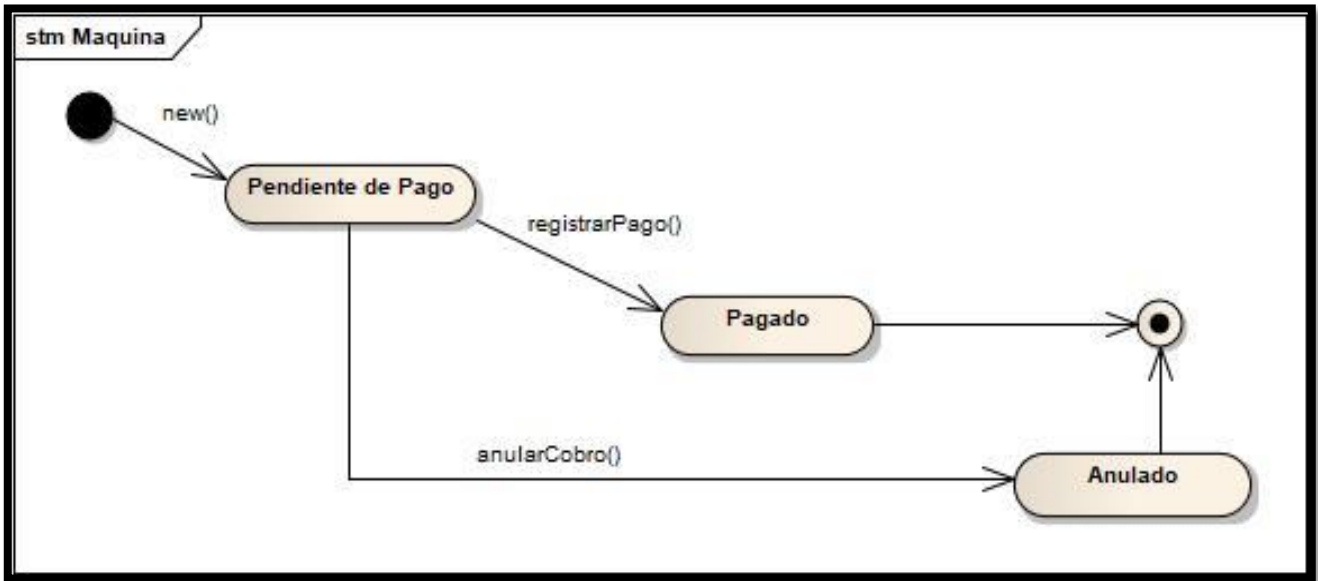 stm Maquina
new()
Pendiente de Pago
registrarPago()
Pagado
anularCobro()
Anulado